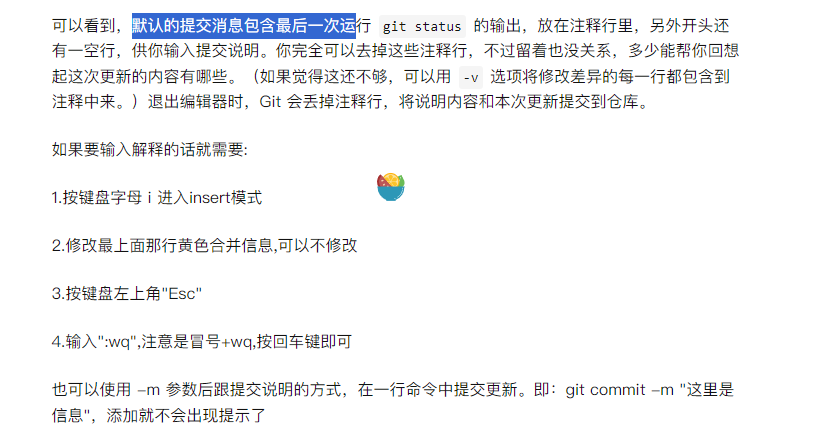 可以看到，默认的提交消息包含最后一次运行 git status 的输出，放在注释行里，另外开头还
有一空行，供你输入提交说明。你完全可以去掉这些注释行，不过留着也没关系，多少能帮你回想
起这次更新的内容有哪些。（如果觉得这还不够，可以用 -v 选项将修改差异的每一行都包含到
注释中来。）退出编辑器时，Git 会丢掉注释行，将说明内容和本次更新提交到仓库。
如果要输入解释的话就需要:
1.按键盘字母 i 进入insert模式
2.修改最上面那行黄色合并信息,可以不修改
3.按键盘左上角"Esc"
4.输入":wq",注意是冒号+wq,按回车键即可
也可以使用 -m 参数后跟提交说明的方式，在一行命令中提交更新。即：git commit -m "这里是
信息"，添加就不会出现提示了